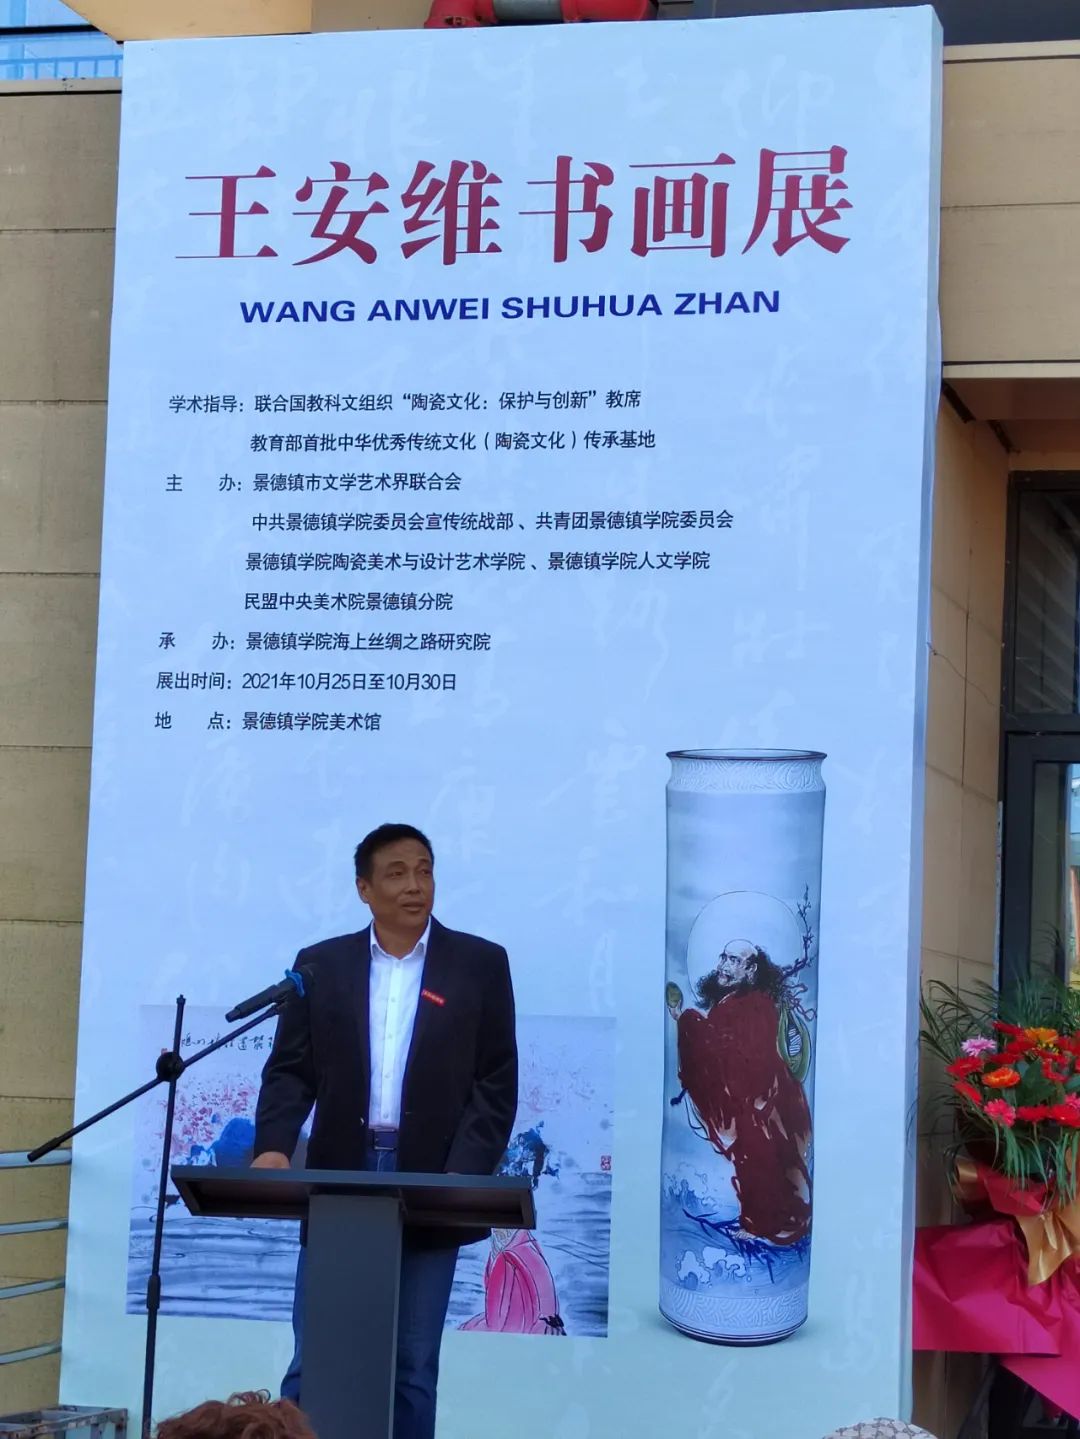 王安维书画展
WANG ANWEI SHUHUA ZHAN
学术指导：联合国教科文组织“陶瓷文化：保护与创新”教席
教育部首批中华优秀传统文化（陶瓷文化）传承基地
主 办：景德镇市文学艺术界联合会
中共景德镇学院委员会宣传统战部、共青团景德镇学院委员会
景德镇学院陶瓷美术与设计艺术学院、景德镇学院人文学院
民盟中央美术院景德镇分院
承 办：景德镇学院海上丝绸之路研究院
展出时间：2021年10月25日至10月30日
地 点：景德镇学院美术馆